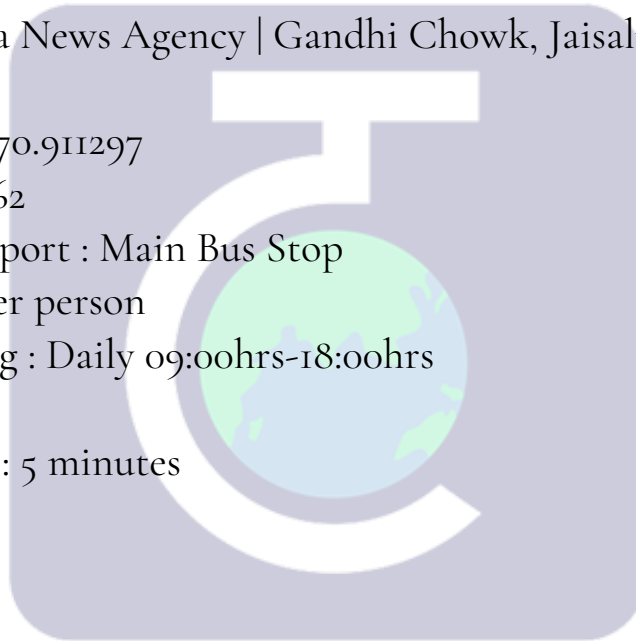 a News Agency | Gandhi Chowk, Jaisal
70.911297
62
port : Main Bus Stop
er person
g : Daily 09:00hrs-18:00hrs
: 5 minutes